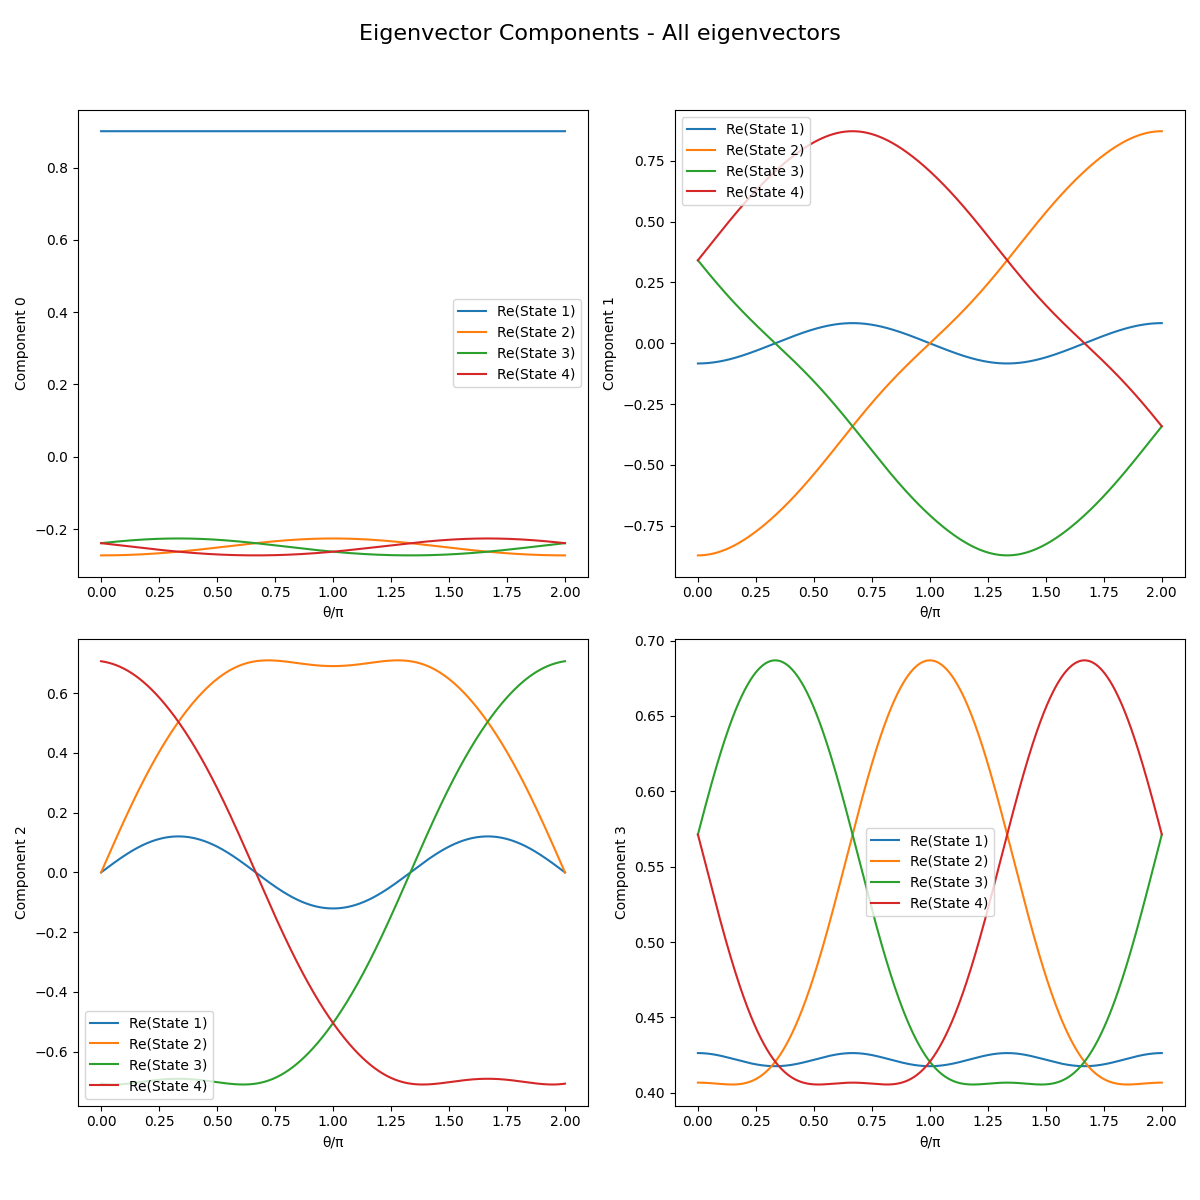 Eigenvector Components - All eigenvectors
Component 0
0.8
0.6
0.4
0.2
0.0
−0.2
Re(State 1)
Re(State 2)
Re(State 3)
Re(State 4)
0.00 0.25 0.50 0.75 1.00 1.25 1.50 1.75 2.00
θ/π
Component 1
0.75
0.50
0.25
0.00
−0.25
−0.50
−0.75
Re(State 1)
Re(State 2)
Re(State 3)
Re(State 4)
0.00 0.25 0.50 0.75 1.00 1.25 1.50 1.75 2.00
θ/π
Component 2
0.6
0.4
0.2
0.0
−0.2
−0.4
−0.6
Re(State 1)
Re(State 2)
Re(State 3)
Re(State 4)
0.00 0.25 0.50 0.75 1.00 1.25 1.50 1.75 2.00
θ/π
Component 3
0.70
0.65
0.60
0.55
0.50
0.45
0.40
Re(State 1)
Re(State 2)
Re(State 3)
Re(State 4)
0.00 0.25 0.50 0.75 1.00 1.25 1.50 1.75 2.00
θ/π